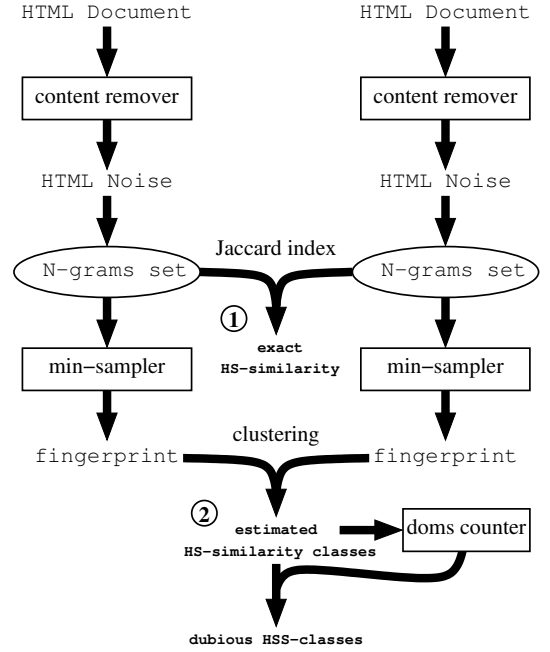 HTML Document
HTML Document
content remover
content remover
HTML Noise
HTML Noise
Jaccard index
N-grams set
N-grams set
1
exact
HS-similarity
min-sampler
min-sampler
clustering
fingerprint
fingerprint
2
estimated
HS-similarity classes
doms counter
dubious HSS-classes